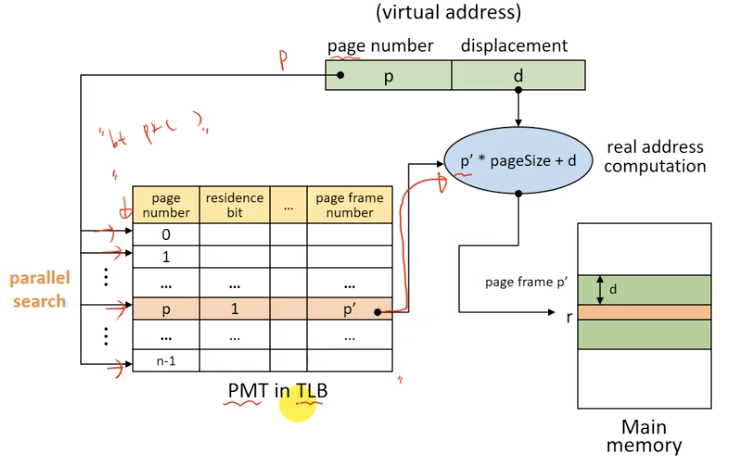 (virtual address)
page number displacement
p
p d
p' * pageSize + d
real address
computation
page
number
residence
bit
...
page frame
number
0
1
... ... ...
p 1 p'
... ... ...
n-1
parallel
search
PMT in TLB
page frame p'
d
r
Main
memory